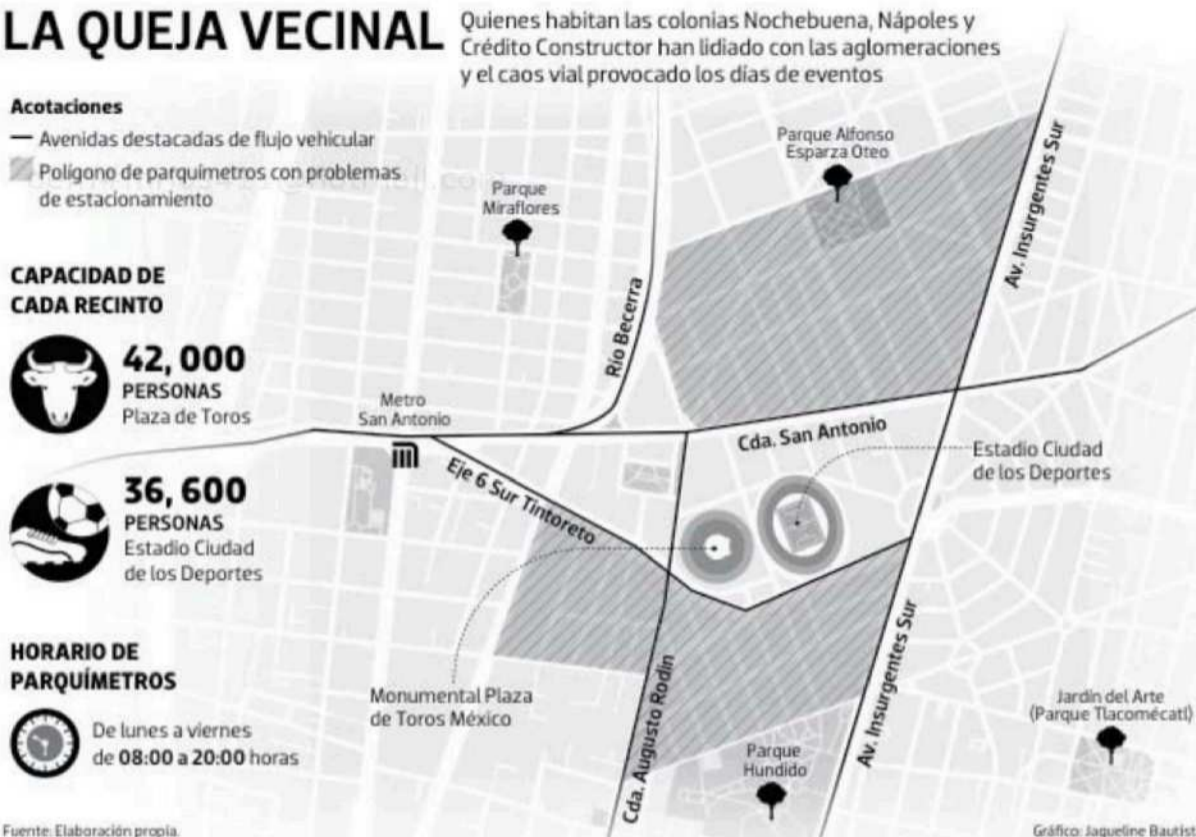 LA QUEJA VECINAL
Quienes habitan las colonias Nochebuena, Nápoles y
Crédito Constructor han lidiado con las aglomeraciones
y el caos vial provocado los días de eventos
Acotaciones
Avenidas destacadas de flujo vehicular
Polígono de parquímetros con problemas
de estacionamiento
CAPACIDAD DE
CADA RECINTO
42,000
PERSONAS
Plaza de Toros
36,600
PERSONAS
Estadio Ciudad
de los Deportes
HORARIO DE
PARQUÍMETROS
De lunes a viernes
de 08:00 a 20:00 horas
Parque
Miraflores
Parque Alfonso
Esparza Oteo
Av. Insurgentes Sur
Río Becerra
Metro
San Antonio
Cda. San Antonio
Eje 6 Sur Tintoreto
Estadio Ciudad
de los Deportes
Monumental Plaza
de Toros México
Cda. Augusto Rodin
Av. Insurgentes Sur
Parque
Hundido
Jardín del Arte
(Parque Tlacomécatl)
Fuente: Elaboración propia.
Gráfico: Jaqueline Bautist